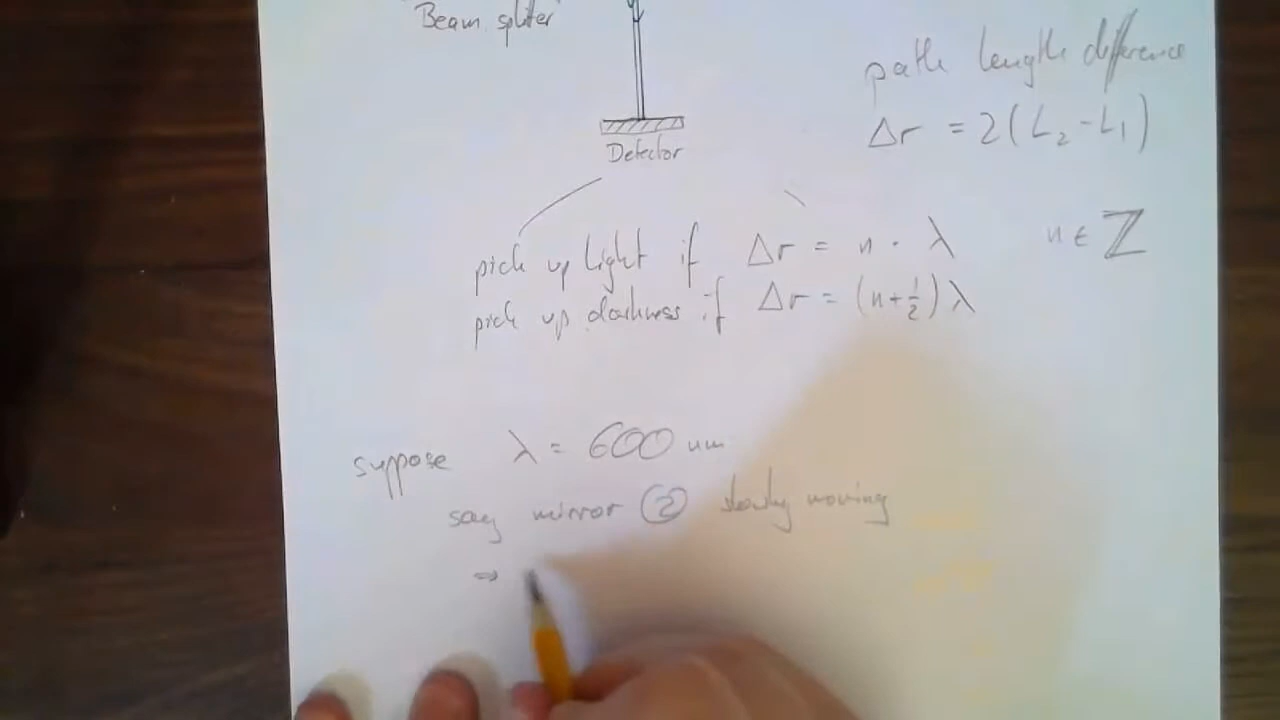 Beam spliter
path length difference
Δr = 2(L₂-L₁)
Detector
pick up light if Δr = n · λ n ∈ ℤ
pick up darkness if Δr = (n+½)λ
suppose λ = 600 nm
say mirror ② slowly moving
⇒